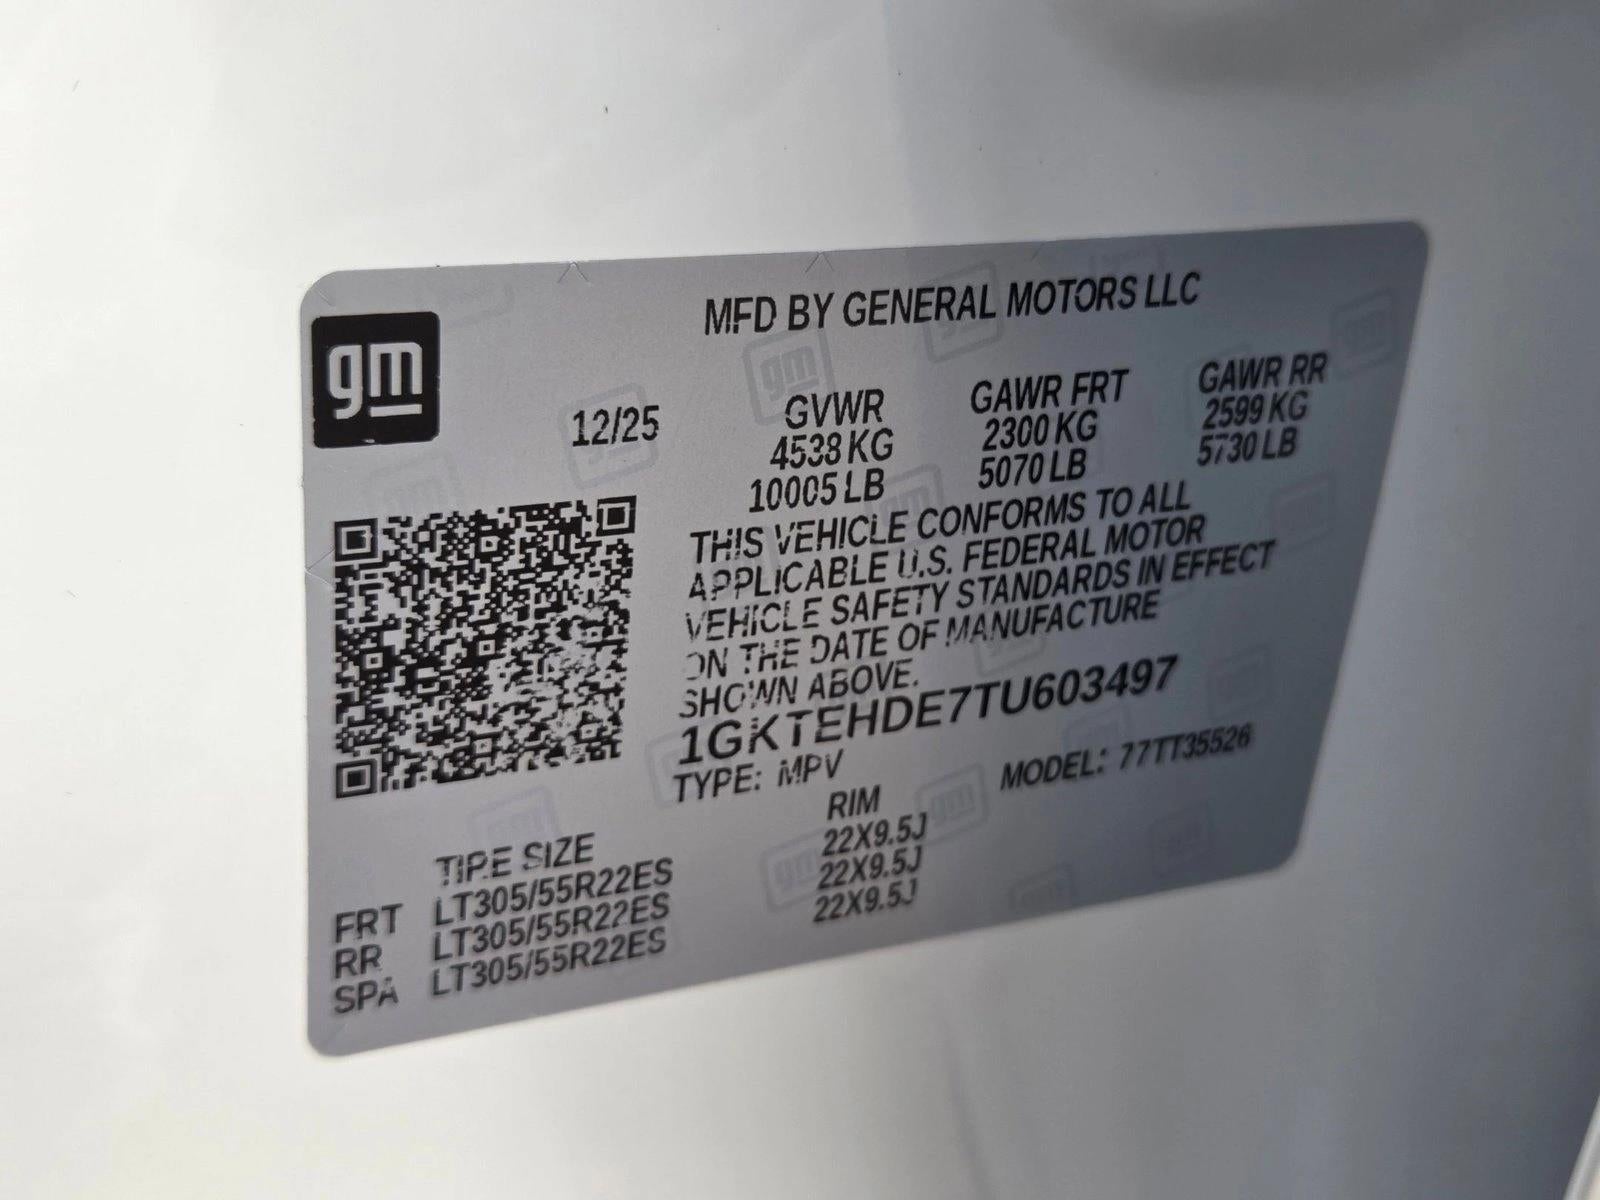 gm
MFD BY GENERAL MOTORS LLC
12/25
GVWR
4538 KG
10005 LB
GAWR FRT
2300 KG
5070 LB
GAWR RR
2599 KG
5730 LB
THIS VEHICLE CONFORMS TO ALL
APPLICABLE U.S. FEDERAL MOTOR
VEHICLE SAFETY STANDARDS IN EFFECT
ON THE DATE OF MANUFACTURE
SHOWN ABOVE.
1GKTEHDE7TU603497
TYPE: MPV MODEL: 77TT35526
TIRE SIZE RIM
FRT LT305/55R22ES 22X9.5J
RR LT305/55R22ES 22X9.5J
SPA LT305/55R22ES 22X9.5J